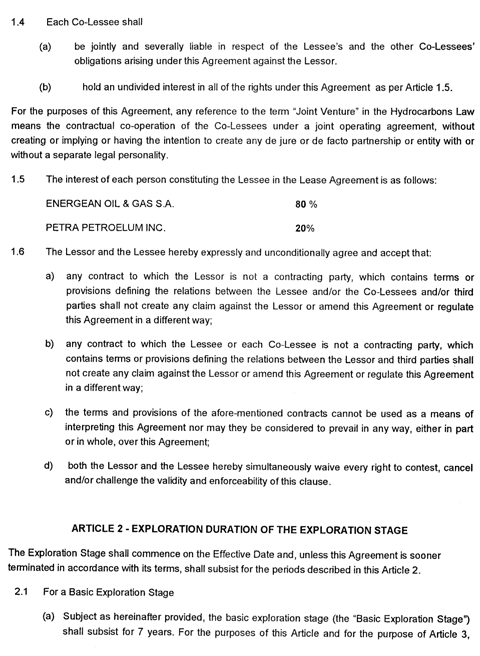 1.4 Each Co-Lessee shall
(a) be jointly and severally liable in respect of the Lessee's and the other Co-Lessees'
obligations arising under this Agreement against the Lessor.
(b) hold an undivided interest in all of the rights under this Agreement as per Article 1.5.
For the purposes of this Agreement, any reference to the term "Joint Venture" in the Hydrocarbons Law
means the contractual co-operation of the Co-Lessees under a joint operating agreement, without
creating or implying or having the intention to create any de jure or de facto partnership or entity with or
without a separate legal personality.
1.5 The interest of each person constituting the Lessee in the Lease Agreement is as follows:
ENERGEAN OIL & GAS S.A. 80 %
PETRA PETROELUM INC. 20%
1.6 The Lessor and the Lessee hereby expressly and unconditionally agree and accept that:
a) any contract to which the Lessor is not a contracting party, which contains terms or
provisions defining the relations between the Lessee and/or the Co-Lessees and/or third
parties shall not create any claim against the Lessor or amend this Agreement or regulate
this Agreement in a different way;
b) any contract to which the Lessee or each Co-Lessee is not a contracting party, which
contains terms or provisions defining the relations between the Lessor and third parties shall
not create any claim against the Lessor or amend this Agreement or regulate this Agreement
in a different way;
c) the terms and provisions of the afore-mentioned contracts cannot be used as a means of
interpreting this Agreement nor may they be considered to prevail in any way, either in part
or in whole, over this Agreement;
d) both the Lessor and the Lessee hereby simultaneously waive every right to contest, cancel
and/or challenge the validity and enforceability of this clause.
ARTICLE 2 - EXPLORATION DURATION OF THE EXPLORATION STAGE
The Exploration Stage shall commence on the Effective Date and, unless this Agreement is sooner
terminated in accordance with its terms, shall subsist for the periods described in this Article 2.
2.1 For a Basic Exploration Stage
(a) Subject as hereinafter provided, the basic exploration stage (the "Basic Exploration Stage")
shall subsist for 7 years. For the purposes of this Article and for the purpose of Article 3,